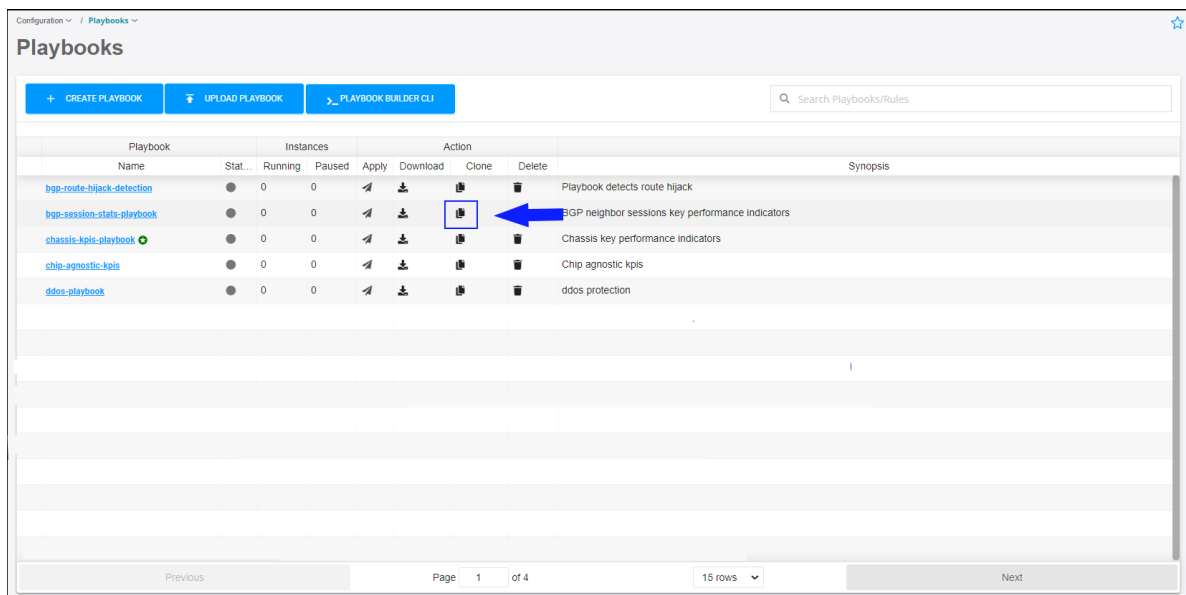 Configuration / Playbooks
Playbooks
+ CREATE PLAYBOOK UPLOAD PLAYBOOK >_ PLAYBOOK BUILDER CLI Search Playbooks/Rules
Playbook Instances Action
Name Stat... Running Paused Apply Download Clone Delete Synopsis
bgp-route-hijack-detection 0 0 Playbook detects route hijack
bgp-session-stats-playbook 0 0 BGP neighbor sessions key performance indicators
chassis-kpis-playbook 0 0 Chassis key performance indicators
chip-agnostic-kpis 0 0 Chip agnostic kpis
ddos-playbook 0 0 ddos protection
Previous Page 1 of 4 15 rows Next